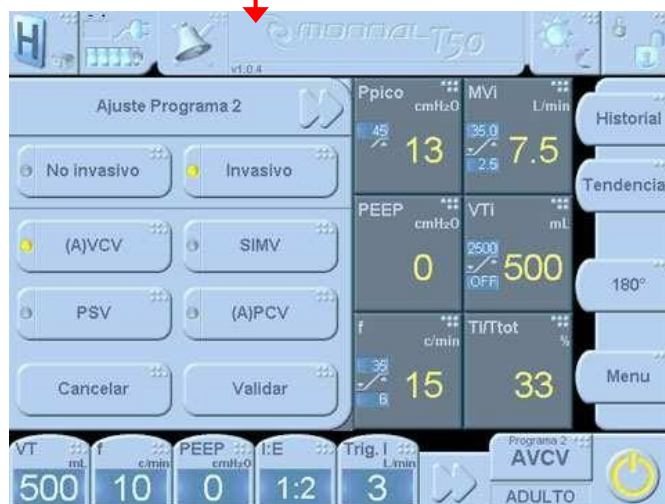 H
MONNAL T50
v1.0.4
Ajuste Programa 2
No invasivo
Invasivo
(A)VCV
SIMV
PSV
(A)PCV
Cancelar
Validar
Ppico
cmH2O
45
13
MVi
L/min
35.0
2.5
7.5
PEEP
cmH2O
0
VTi
mL
2500
OFF
500
f
c/min
35
6
15
TI/Ttot
%
33
Historial
Tendencia
180°
Menu
VT
mL
500
f
c/min
10
PEEP
cmH2O
0
I:E
1:2
Trig. I
L/min
3
Programa 2
AVCV
ADULTO